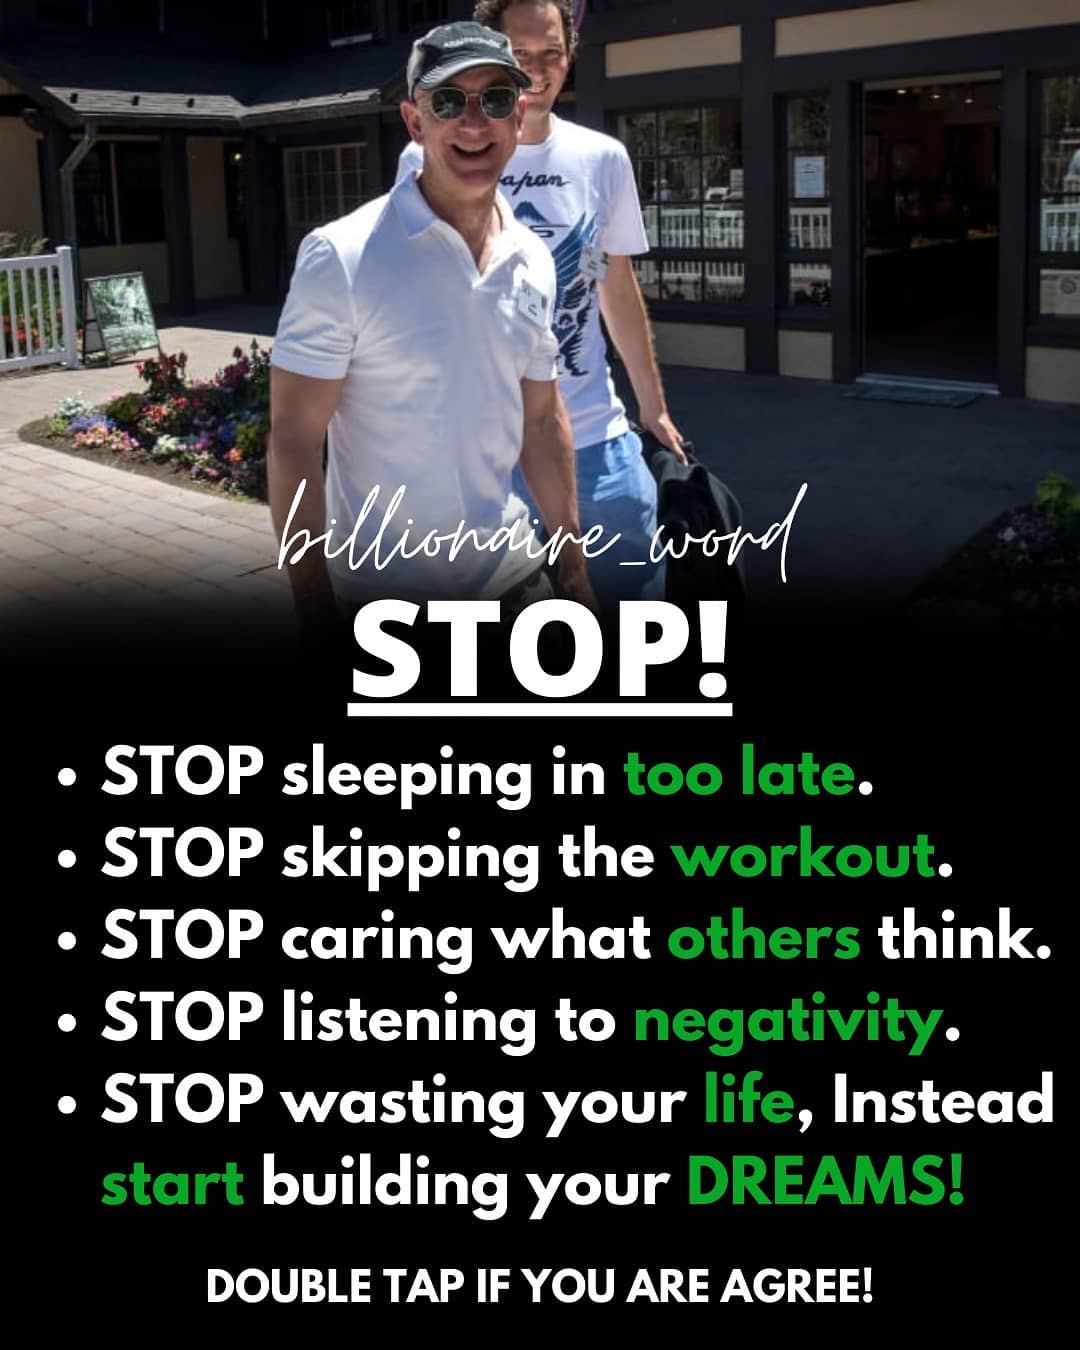 apan
billionaire_word
STOP!
• STOP sleeping in too late.
• STOP skipping the workout.
• STOP caring what others think.
• STOP listening to negativity.
• STOP wasting your life, Instead
start building your DREAMS!
DOUBLE TAP IF YOU ARE AGREE!